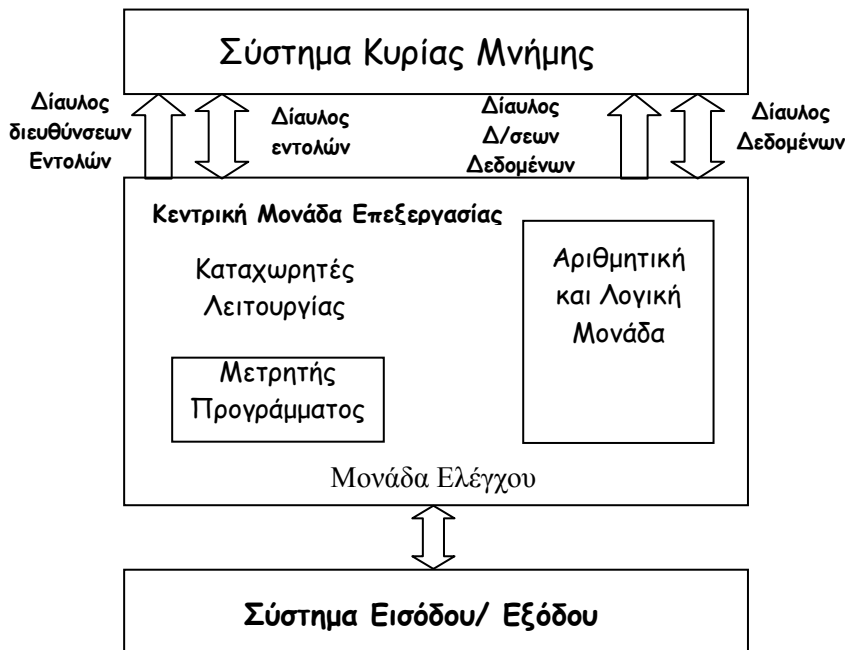 Σύστημα Κυρίας Μνήμης
Δίαυλος
διευθύνσεων
Εντολών
Δίαυλος
εντολών
Δίαυλος
Δ/σεων
Δεδομένων
Δίαυλος
Δεδομένων
Κεντρική Μονάδα Επεξεργασίας
Καταχωρητές
Λειτουργίας
Μετρητής
Προγράμματος
Αριθμητική
και Λογική
Μονάδα
Μονάδα Ελέγχου
Σύστημα Εισόδου/ Εξόδου